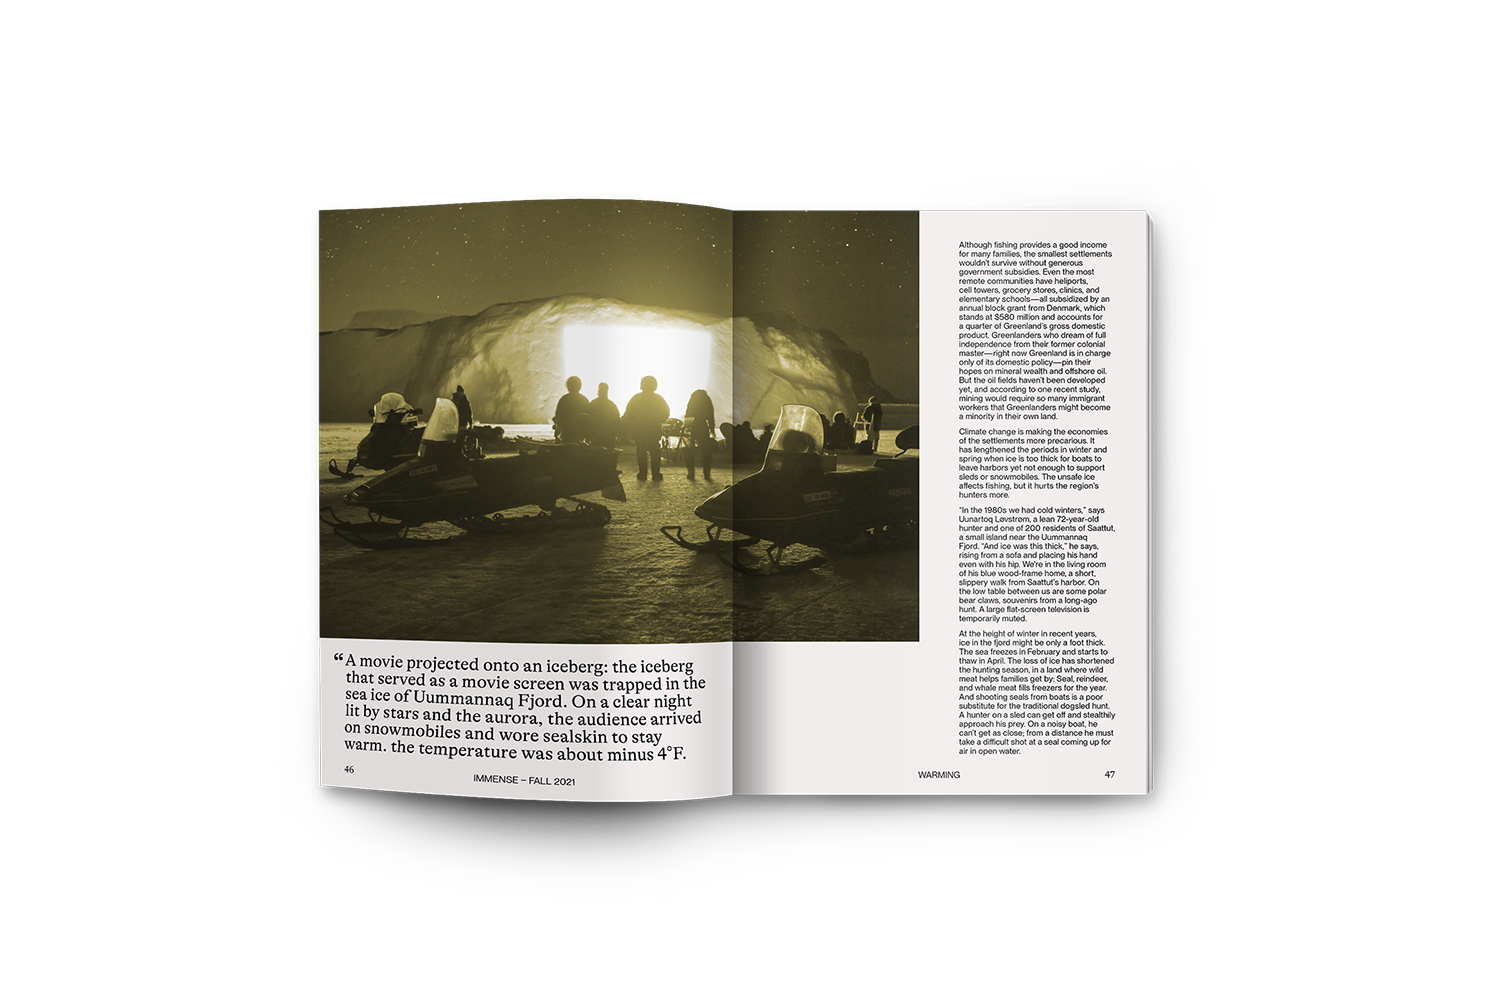 “A movie projected onto an iceberg: the iceberg
that served as a movie screen was trapped in the
sea ice of Uummannaq Fjord. On a clear night
lit by stars and the aurora, the audience arrived
on snowmobiles and wore sealskin to stay
warm. the temperature was about minus 4°F.
46
IMMENSE – FALL 2021
Although fishing provides a good income
for many families, the smallest settlements
wouldn't survive without generous
government subsidies. Even the most
remote communities have heliports,
cell towers, grocery stores, clinics, and
elementary schools—all subsidized by an
annual block grant from Denmark, which
stands at $580 million and accounts for
a quarter of Greenland's gross domestic
product. Greenlanders who dream of full
independence from their former colonial
master—right now Greenland is in charge
only of its domestic policy—pin their
hopes on mineral wealth and offshore oil.
But the oil fields haven't been developed
yet, and according to one recent study,
mining would require so many immigrant
workers that Greenlanders might become
a minority in their own land.
Climate change is making the economies
of the settlements more precarious. It
has lengthened the periods in winter and
spring when ice is too thick for boats to
leave harbors yet not enough to support
sleds or snowmobiles. The unsafe ice
affects fishing, but it hurts the region's
hunters more.
“In the 1980s we had cold winters,” says
Uunartoq Løvstrøm, a lean 72-year-old
hunter and one of 200 residents of Saattut,
a small island near the Uummannaq
Fjord. “And ice was this thick,” he says,
rising from a sofa and placing his hand
even with his hip. We're in the living room
of his blue wood-frame home, a short,
slippery walk from Saattut's harbor. On
the low table between us are some polar
bear claws, souvenirs from a long-ago
hunt. A large flat-screen television is
temporarily muted.
At the height of winter in recent years,
ice in the fjord might be only a foot thick.
The sea freezes in February and starts to
thaw in April. The loss of ice has shortened
the hunting season, in a land where wild
meat helps families get by: Seal, reindeer,
and whale meat fills freezers for the year.
And shooting seals from boats is a poor
substitute for the traditional dogsled hunt.
A hunter on a sled can get off and stealthily
approach his prey. On a noisy boat, he
can't get as close; from a distance he must
take a difficult shot at a seal coming up for
air in open water.
WARMING
47